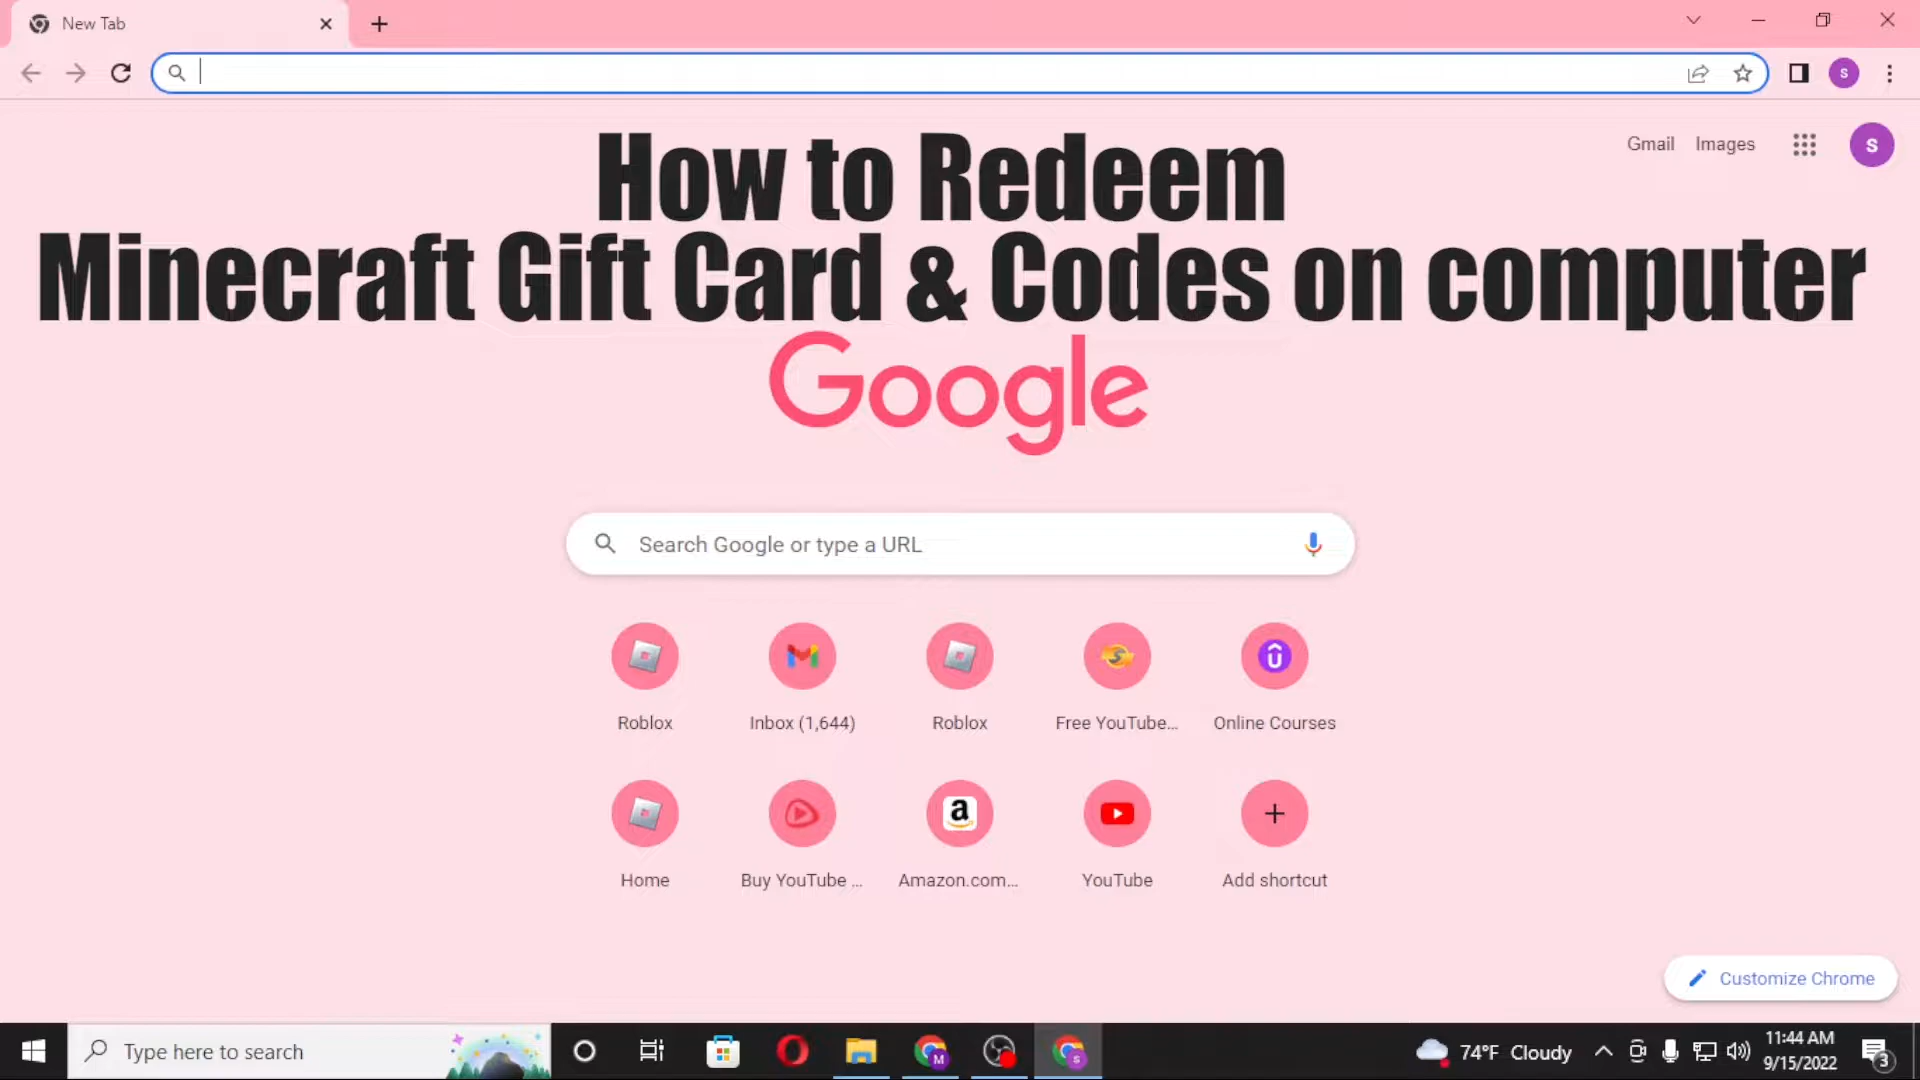 New Tab
How to Redeem
Minecraft Gift Card & Codes on computer
Gmail Images S
S
Google
Search Google or type a URL
Roblox Inbox (1,644) Roblox Free YouTube... Online Courses
a
Home Buy YouTube ... Amazon.com... YouTube Add shortcut
Customize Chrome
Type here to search
M
S
74°F Cloudy
11:44 AM
9/15/2022
3